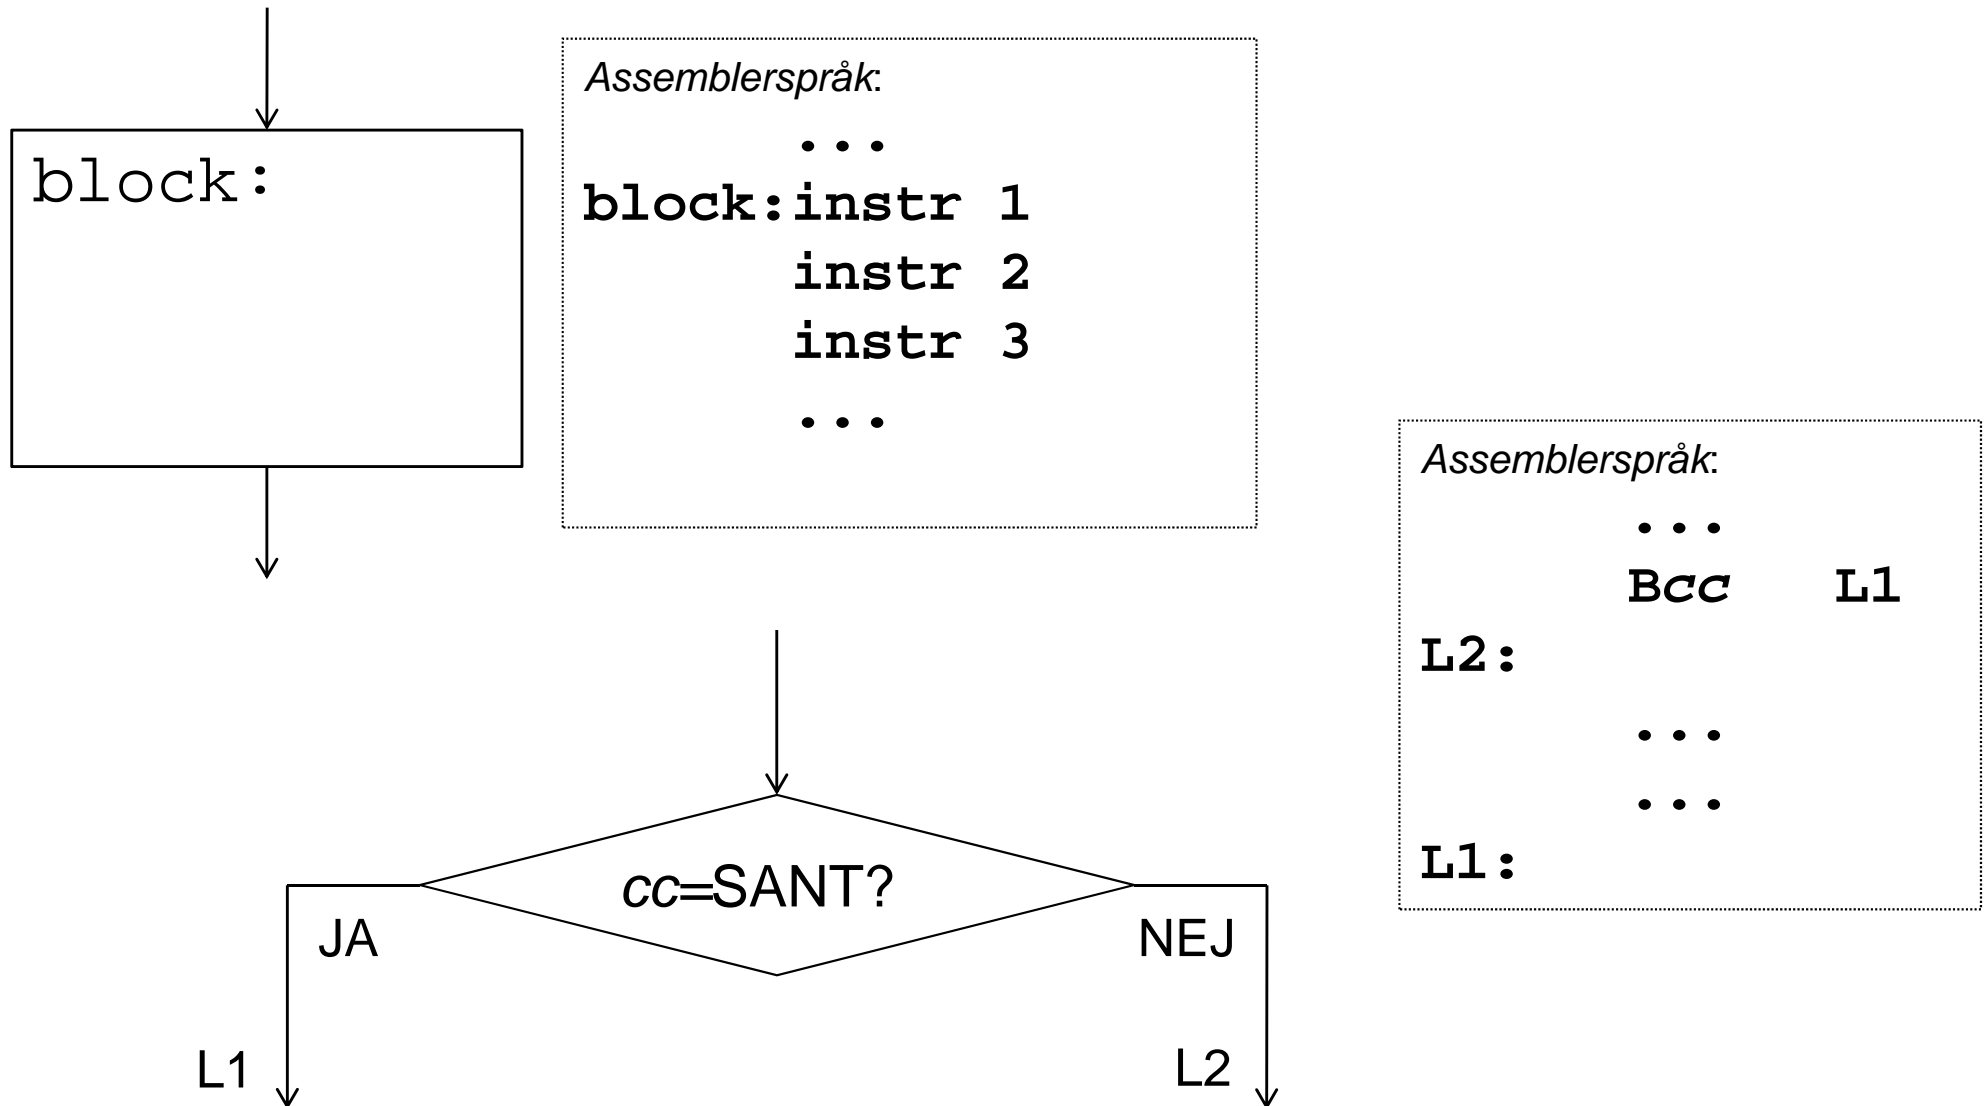 block:
Assemblerspråk:
...
block:instr 1
instr 2
instr 3
...
Assemblerspråk:
...
Bcc L1
L2:
...
...
L1:
cc=SANT?
JA
NEJ
L1
L2